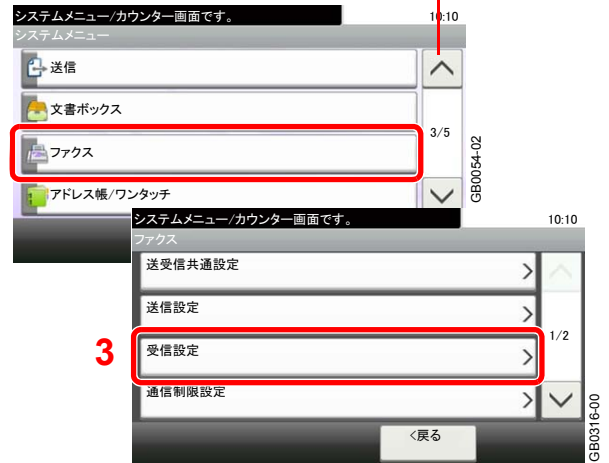 システムメニュー/カウンター画面です。
10:10
システムメニュー
送信
文書ボックス
ファクス
3/5
アドレス帳/ワンタッチ
GB0054-02
システムメニュー/カウンター画面です。
10:10
ファクス
送受信共通設定
送信設定
1/2
3
受信設定
通信制限設定
<戻る
GB0316-00